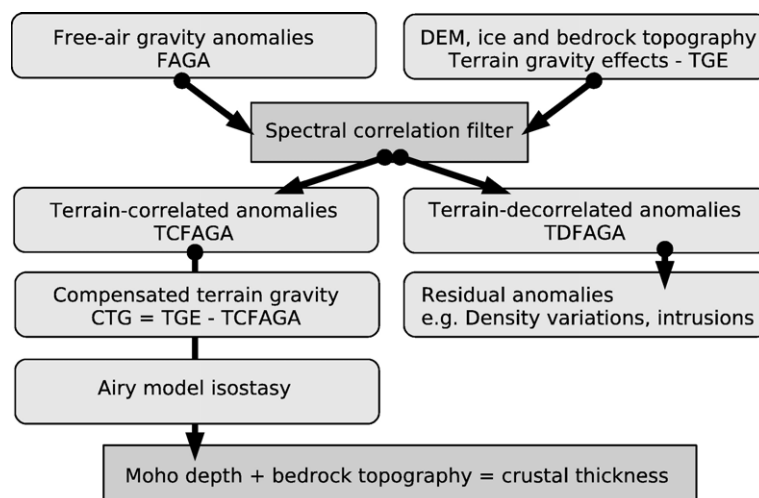 Free-air gravity anomalies
FAGA
DEM, ice and bedrock topography
Terrain gravity effects - TGE
Spectral correlation filter
Terrain-correlated anomalies
TCFAGA
Terrain-decorrelated anomalies
TDFAGA
Compensated terrain gravity
CTG = TGE - TCFAGA
Residual anomalies
e.g. Density variations, intrusions
Airy model isostasy
Moho depth + bedrock topography = crustal thickness